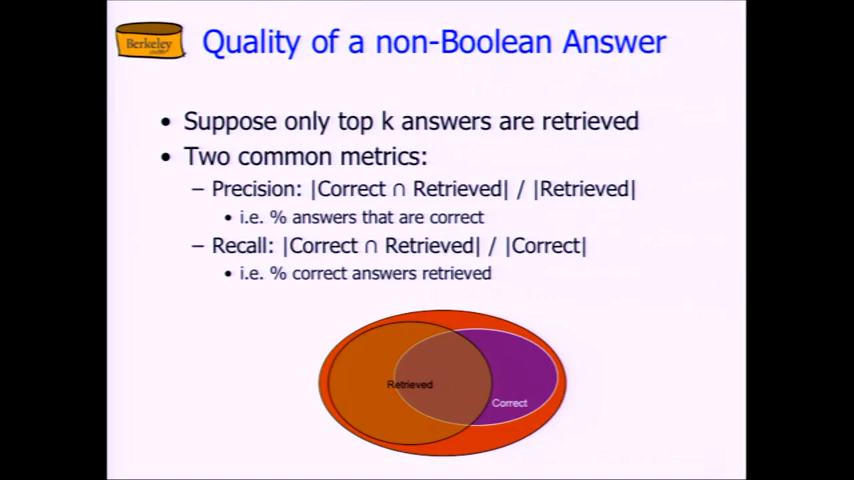 Berkeley
Quality of a non-Boolean Answer
• Suppose only top k answers are retrieved
• Two common metrics:
– Precision: |Correct ∩ Retrieved| / |Retrieved|
• i.e. % answers that are correct
– Recall: |Correct ∩ Retrieved| / |Correct|
• i.e. % correct answers retrieved
Retrieved
Correct